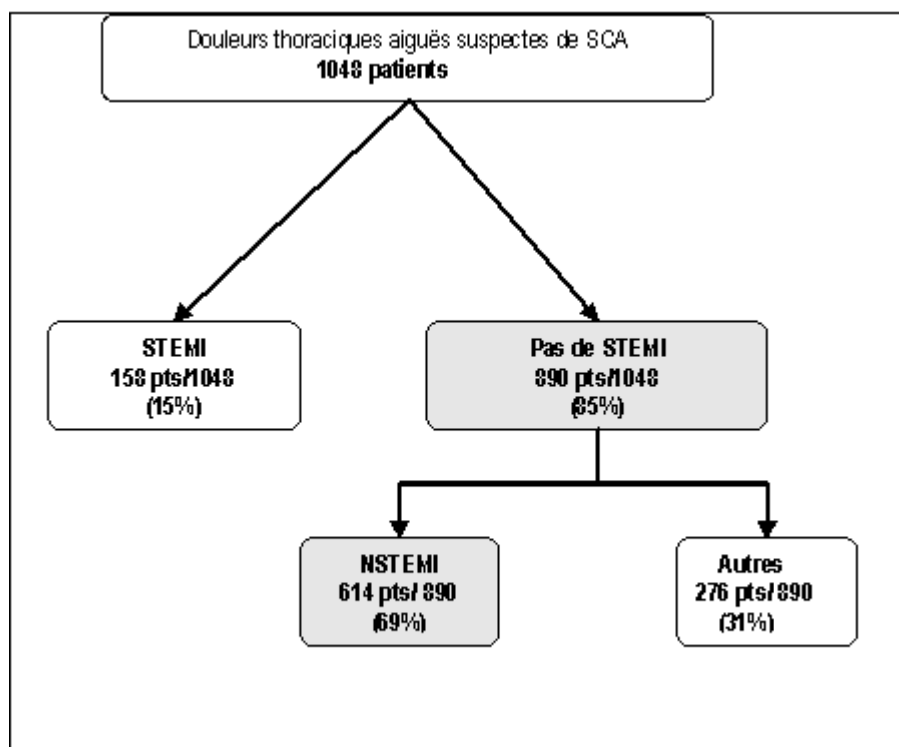 Douleurs thoraciques aiguës suspectes de SCA
1048 patients
STEMI
158 pts/1048
(15%)
Pas de STEMI
890 pts/1048
(85%)
NSTEMI
614 pts/ 890
(69%)
Autres
276 pts/ 890
(31%)